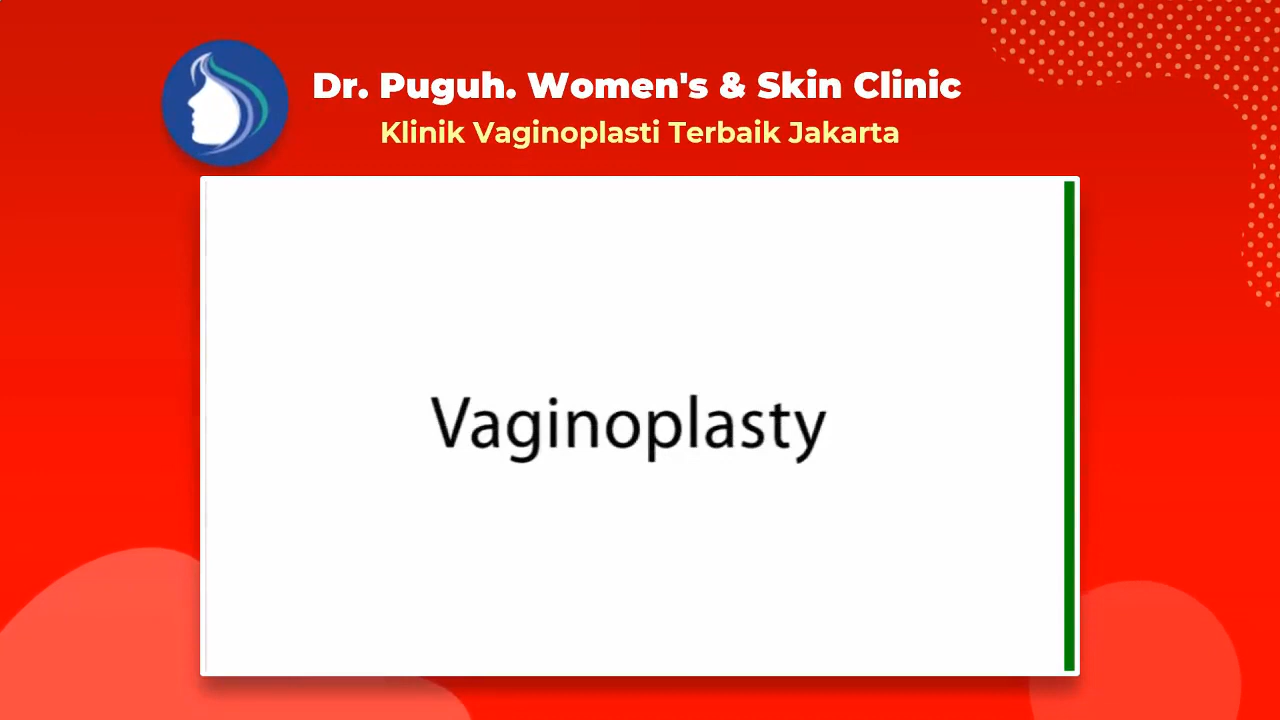 Dr. Puguh. Women's & Skin Clinic
Klinik Vaginoplasti Terbaik Jakarta
Vaginoplasty